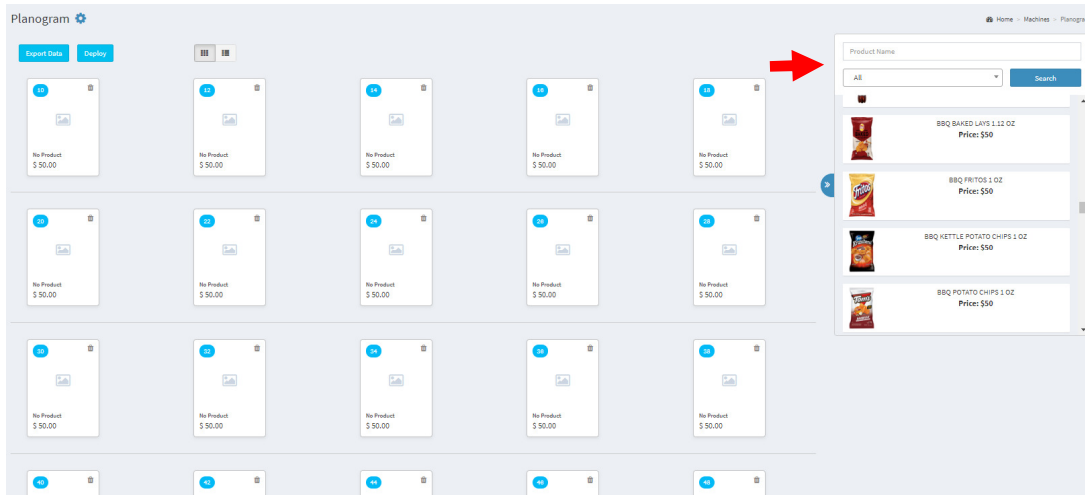 Planogram
Home > Machines > Planogra
Export Data
Deploy
Product Name
All
Search
10
No Product
$ 50.00
12
No Product
$ 50.00
14
No Product
$ 50.00
16
No Product
$ 50.00
18
No Product
$ 50.00
BBQ BAKED LAYS 1.12 OZ
Price: $50
BBQ FRITOS 1 OZ
Price: $50
BBQ KETTLE POTATO CHIPS 1 OZ
Price: $50
BBQ POTATO CHIPS 1 OZ
Price: $50
Fritos
20
No Product
$ 50.00
22
No Product
$ 50.00
24
No Product
$ 50.00
26
No Product
$ 50.00
28
No Product
$ 50.00
30
No Product
$ 50.00
32
No Product
$ 50.00
34
No Product
$ 50.00
36
No Product
$ 50.00
38
No Product
$ 50.00
40
42
44
46
48